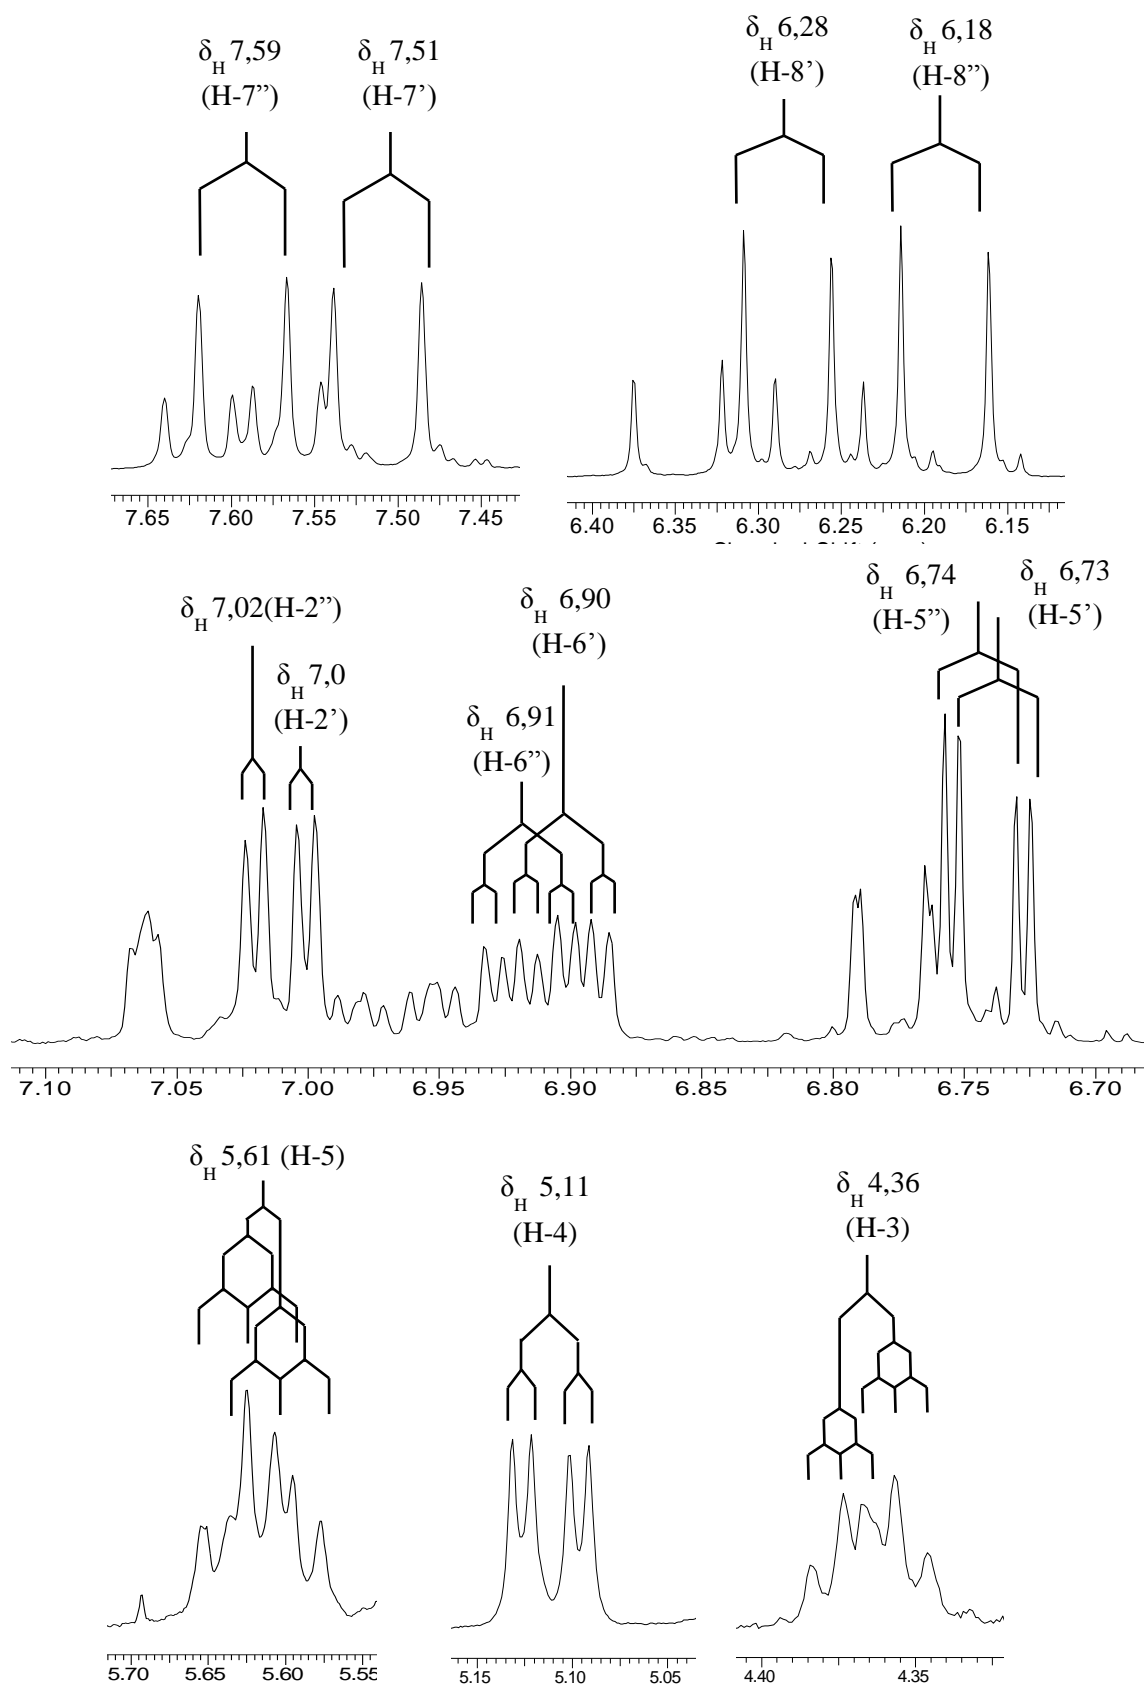 δH 7,59
(H-7”)
δH 7,51
(H-7’)
δH 6,28
(H-8’)
δH 6,18
(H-8”)
7.65 7.60 7.55 7.50 7.45
6.40 6.35 6.30 6.25 6.20 6.15
δH 7,02(H-2”)
δH 7,0
(H-2’)
δH 6,91
(H-6”)
δH 6,90
(H-6’)
δH 6,74
(H-5”)
δH 6,73
(H-5’)
7.10 7.05 7.00 6.95 6.90 6.85 6.80 6.75 6.70
δH 5,61 (H-5)
δH 5,11
(H-4)
δH 4,36
(H-3)
5.70 5.65 5.60 5.55
5.15 5.10 5.05
4.40 4.35